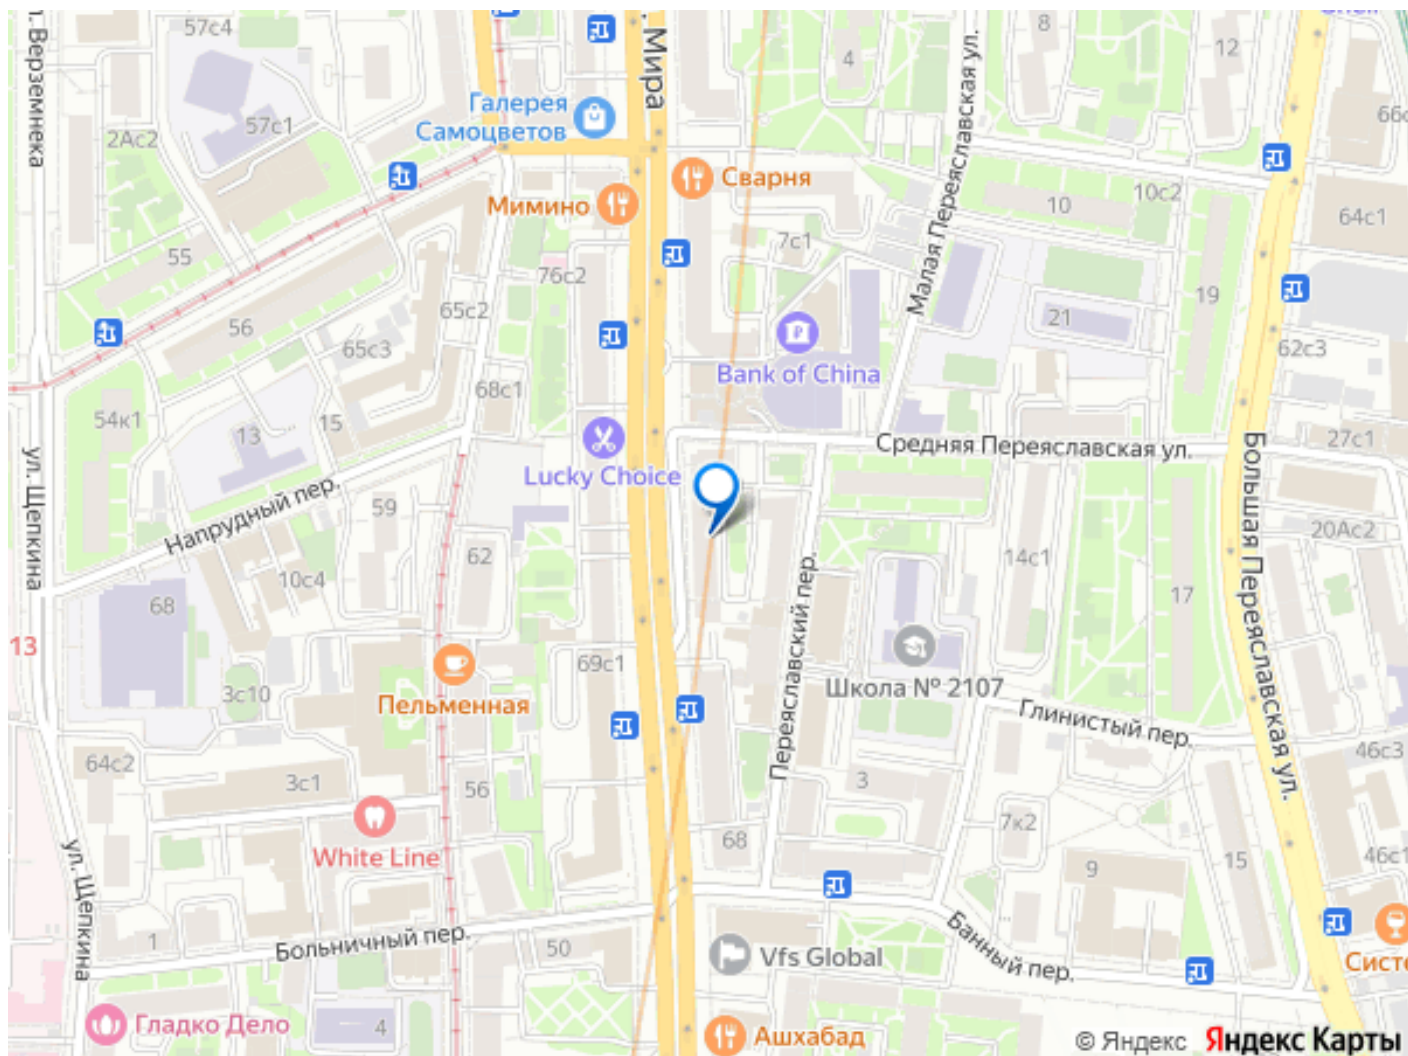 57с4
8
12
ул. Верземнека
Мира
4
Галерея
Самоцветов
57с1
2Ас2
66с
Сварня
10с2
10
Мимино
64с1
7с1
Малая Переяславская ул.
55
76с2
19
65с2
21
56
65с3
62с3
Bank of China
68с1
54к1
15
13
27с1
Средняя Переяславская ул.
Lucky Choice
ул. Щепкина
Напрудный пер.
59
20Ас2
Большая Переяславская ул.
62
14с1
10с4
68
17
Переяславский пер.
13
69с1
3с10
Школа № 2107
Пельменная
Глинистый пер.
46с3
64с2
3с1
56
3
7к2
68
White Line
46с1
15
9
ул. Щепкина
Больничный пер.
1
50
Банный пер.
Vfs Global
Систе
Гладко Дело
4
Ашхабад
© Яндекс Яндекс Карты